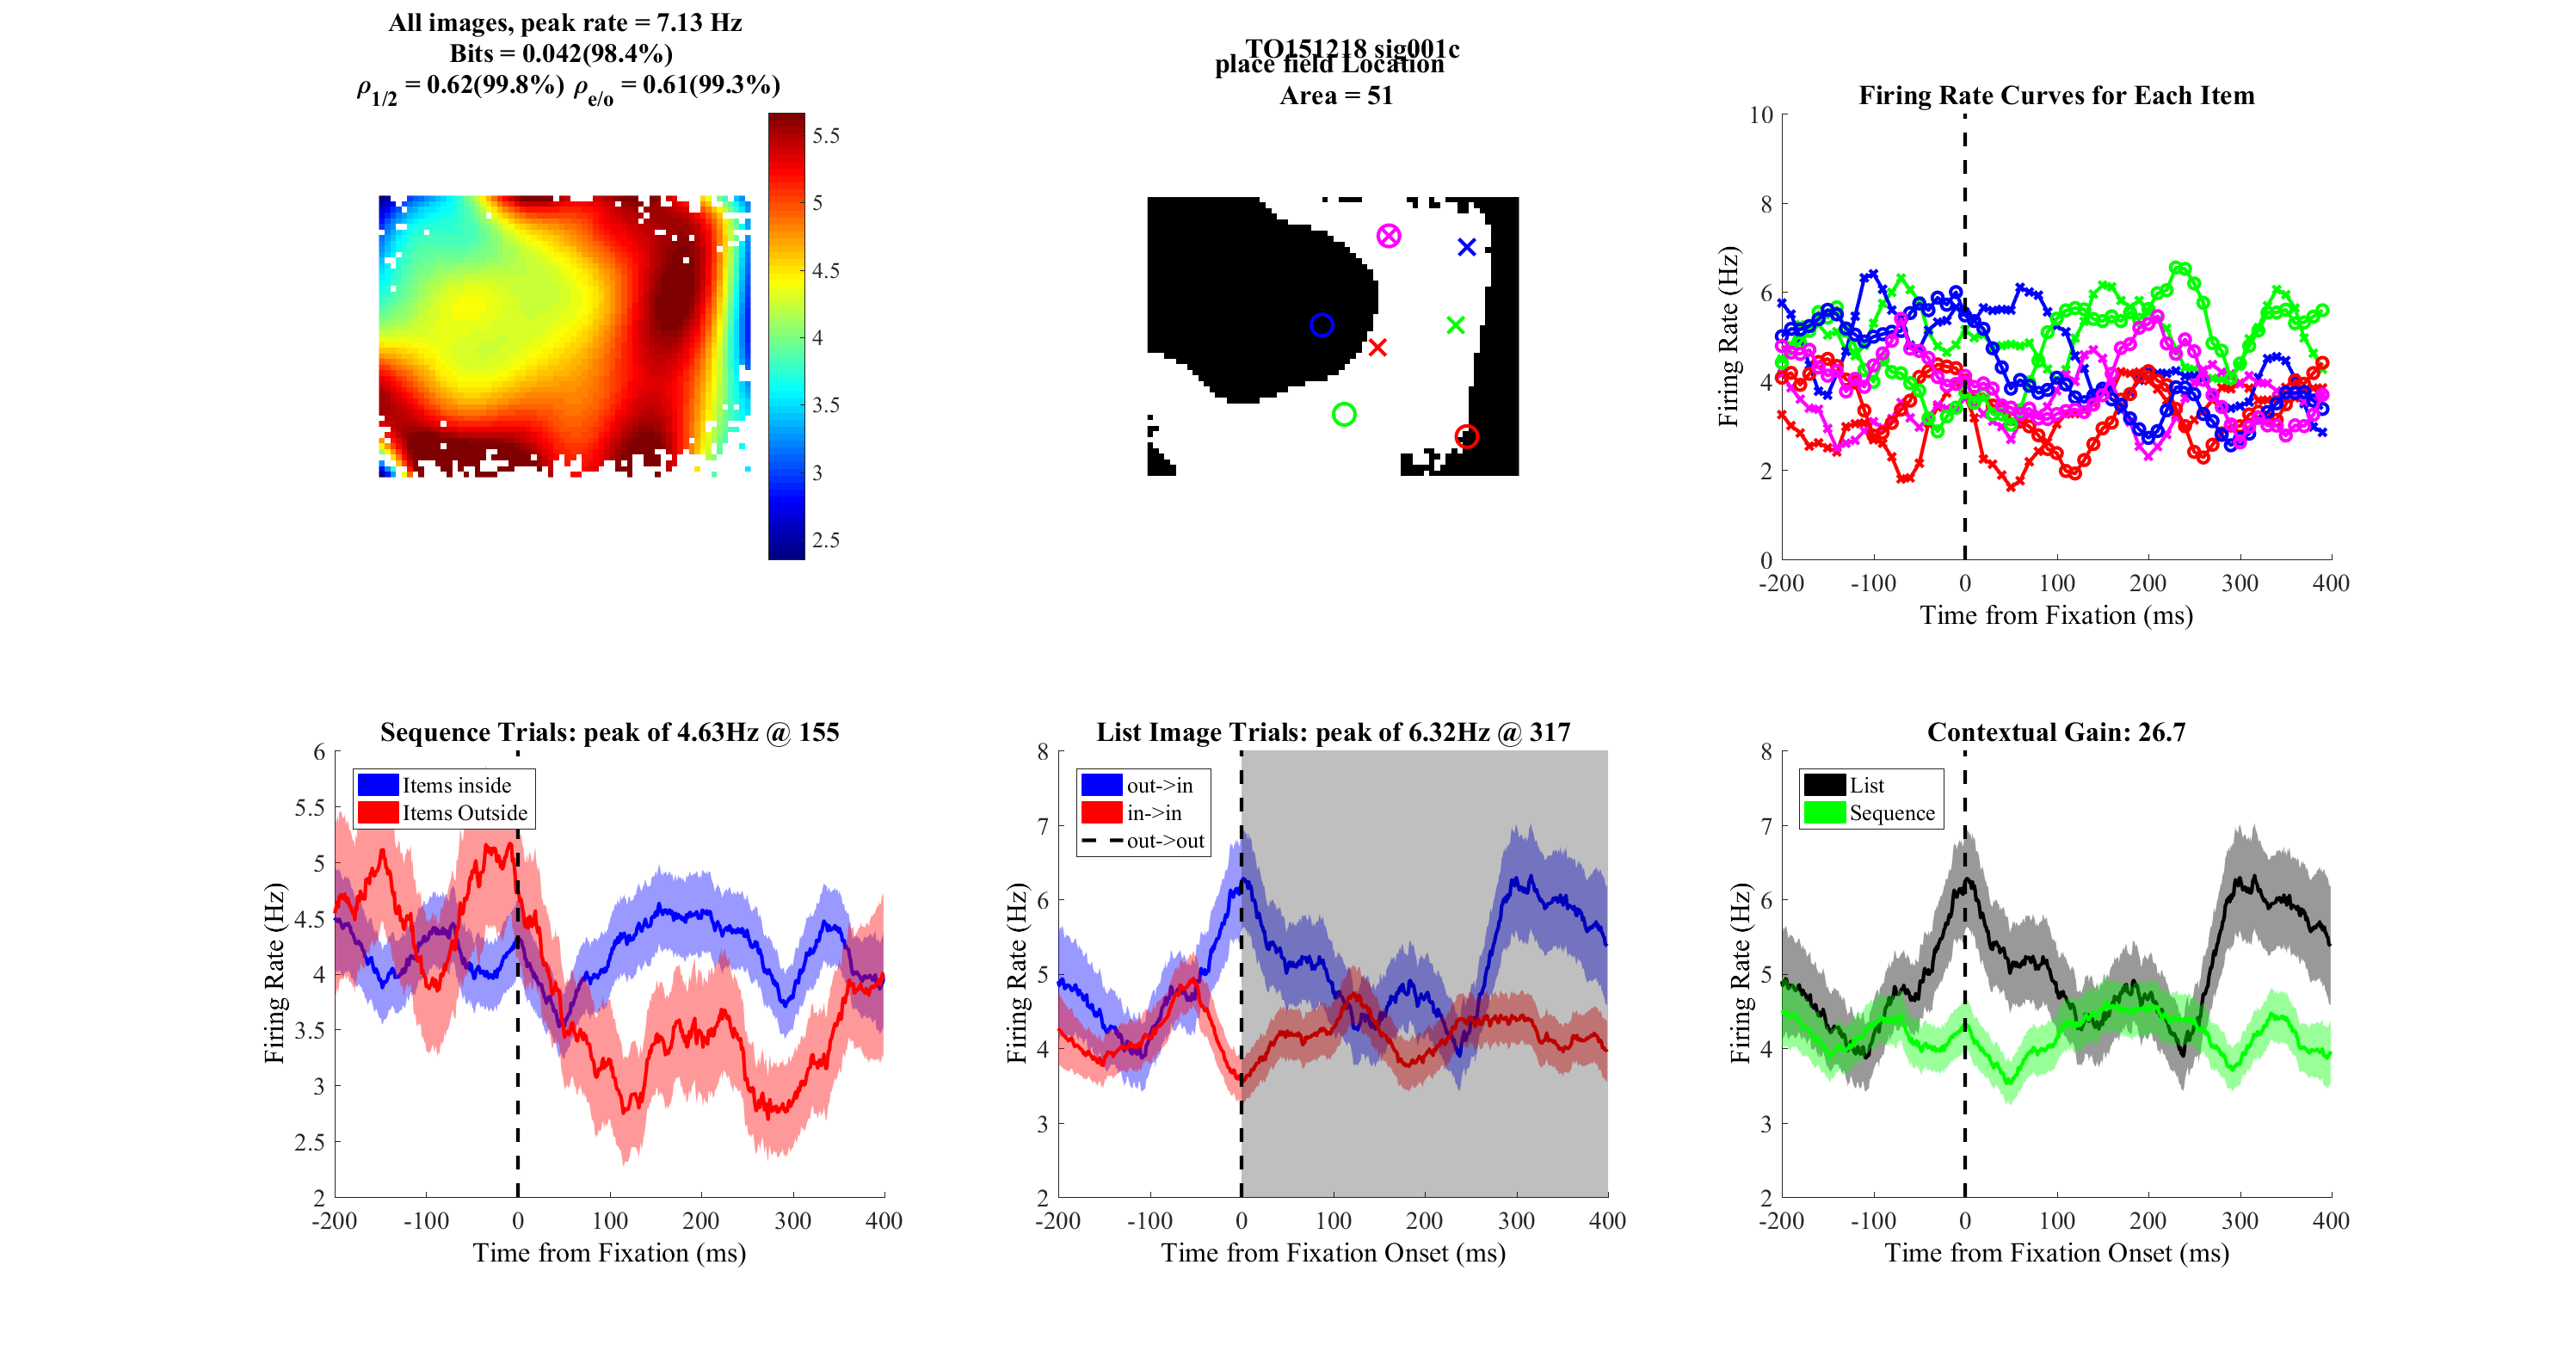 All images, peak rate = 7.13 Hz
Bits = 0.042(98.4%)
ρ1/2 = 0.62(99.8%) ρe/o = 0.61(99.3%)
5.5
5
4.5
4
3.5
3
2.5
TO151218 sig001c
place field Location
Area = 51
Firing Rate Curves for Each Item
10
8
6
4
2
0
Firing Rate (Hz)
-200 -100 0 100 200 300 400
Time from Fixation (ms)
Sequence Trials: peak of 4.63Hz @ 155
Items inside
Items Outside
6
5.5
5
4.5
4
3.5
3
2.5
2
Firing Rate (Hz)
-200 -100 0 100 200 300 400
Time from Fixation (ms)
List Image Trials: peak of 6.32Hz @ 317
out->in
in->in
out->out
8
7
6
5
4
3
2
Firing Rate (Hz)
-200 -100 0 100 200 300 400
Time from Fixation Onset (ms)
Contextual Gain: 26.7
List
Sequence
8
7
6
5
4
3
2
Firing Rate (Hz)
-200 -100 0 100 200 300 400
Time from Fixation Onset (ms)